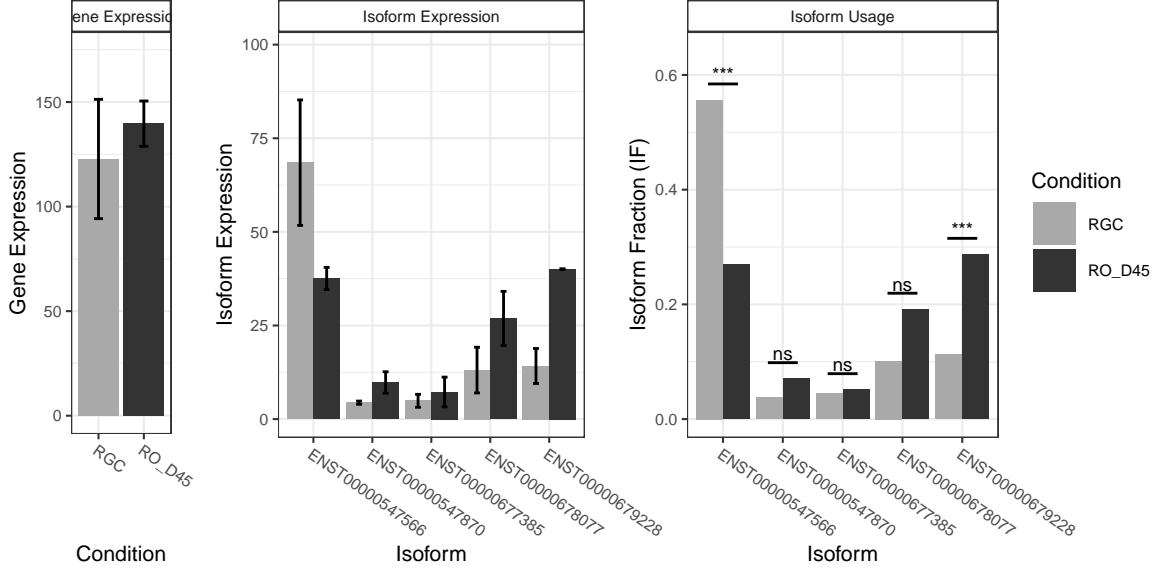 ene Expressio
Gene Expression
150
100
50
0
RGC
RO_D45
Condition
Isoform Expression
Isoform Expression
100
75
50
25
0
ENST00000547566
ENST00000547870
ENST00000677385
ENST00000678077
ENST00000679228
Isoform
Isoform Usage
Isoform Fraction (IF)
0.6
0.4
0.2
0.0
***
ns
ns
ns
***
ENST00000547566
ENST00000547870
ENST00000677385
ENST00000678077
ENST00000679228
Isoform
Condition
RGC
RO_D45